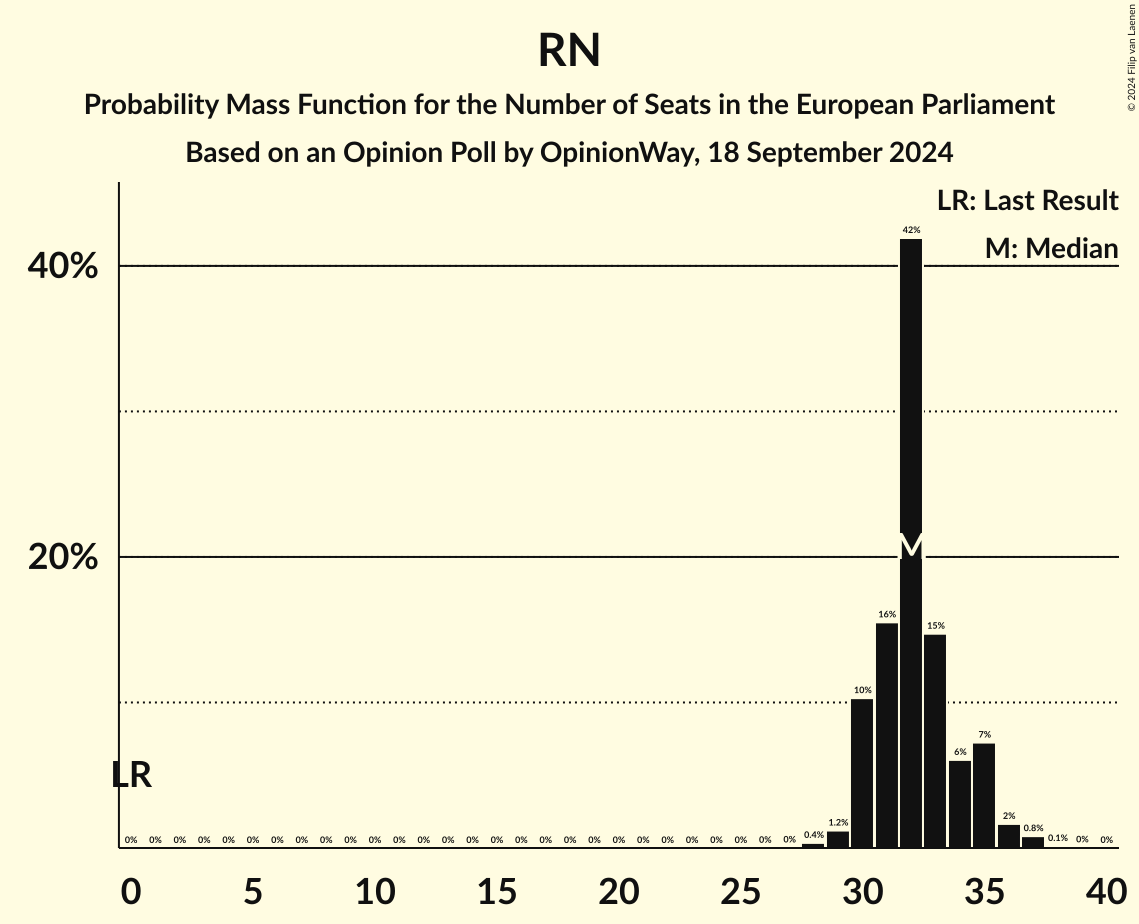 RN
Probability Mass Function for the Number of Seats in the European Parliament
Based on an Opinion Poll by OpinionWay, 18 September 2024
© 2024 Filip van Laenen
LR: Last Result
M: Median
42%
40%
M
20%
16%
15%
10%
7%
6%
LR
0% 0% 0% 0% 0% 0% 0% 0% 0% 0% 0% 0% 0% 0% 0% 0% 0% 0% 0% 0% 0% 0% 0% 0% 0% 0% 0% 0% 0.4% 1.2% 2% 0.8% 0.1% 0% 0%
0 5 10 15 20 25 30 35 40